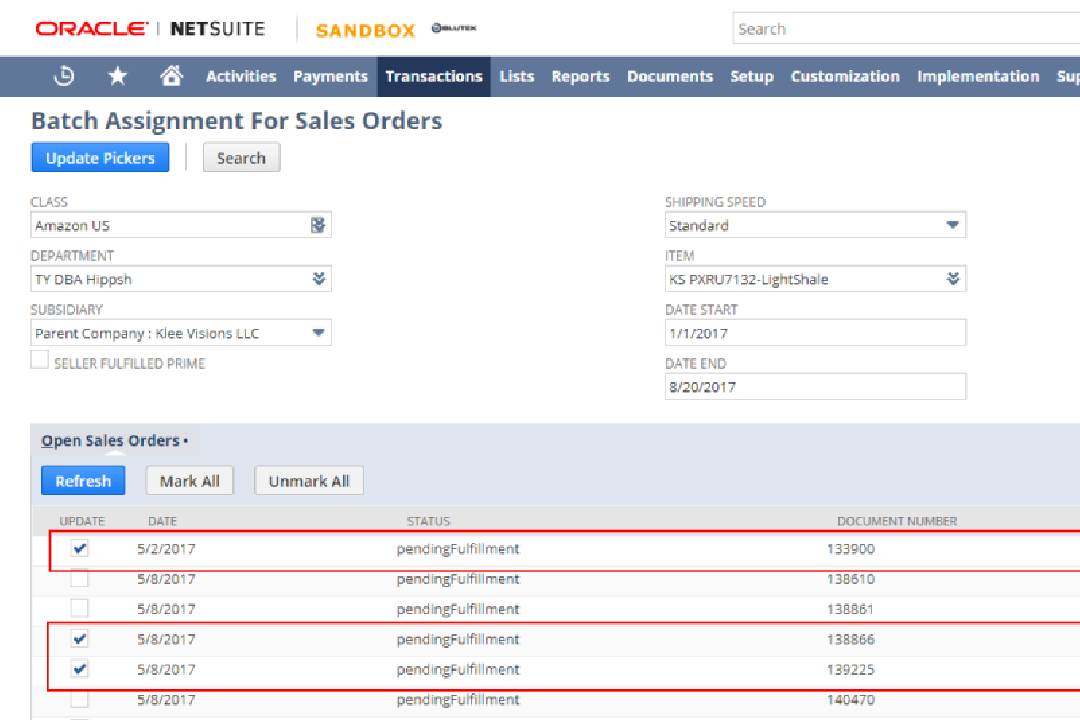 ORACLE | NETSUITE SANDBOX BLUTEK Search
Activities Payments Transactions Lists Reports Documents Setup Customization Implementation Sup
Batch Assignment For Sales Orders
Update Pickers Search
CLASS SHIPPING SPEED
Amazon US Standard
DEPARTMENT ITEM
TY DBA Hippsh KS PXRU7132-LightShale
SUBSIDIARY DATE START
Parent Company : Klee Visions LLC 1/1/2017
SELLER FULFILLED PRIME DATE END
8/20/2017
Open Sales Orders •
Refresh Mark All Unmark All
UPDATE DATE STATUS DOCUMENT NUMBER
5/2/2017 pendingFulfillment 133900
5/8/2017 pendingFulfillment 138610
5/8/2017 pendingFulfillment 138861
5/8/2017 pendingFulfillment 138866
5/8/2017 pendingFulfillment 139225
5/8/2017 pendingFulfillment 140470